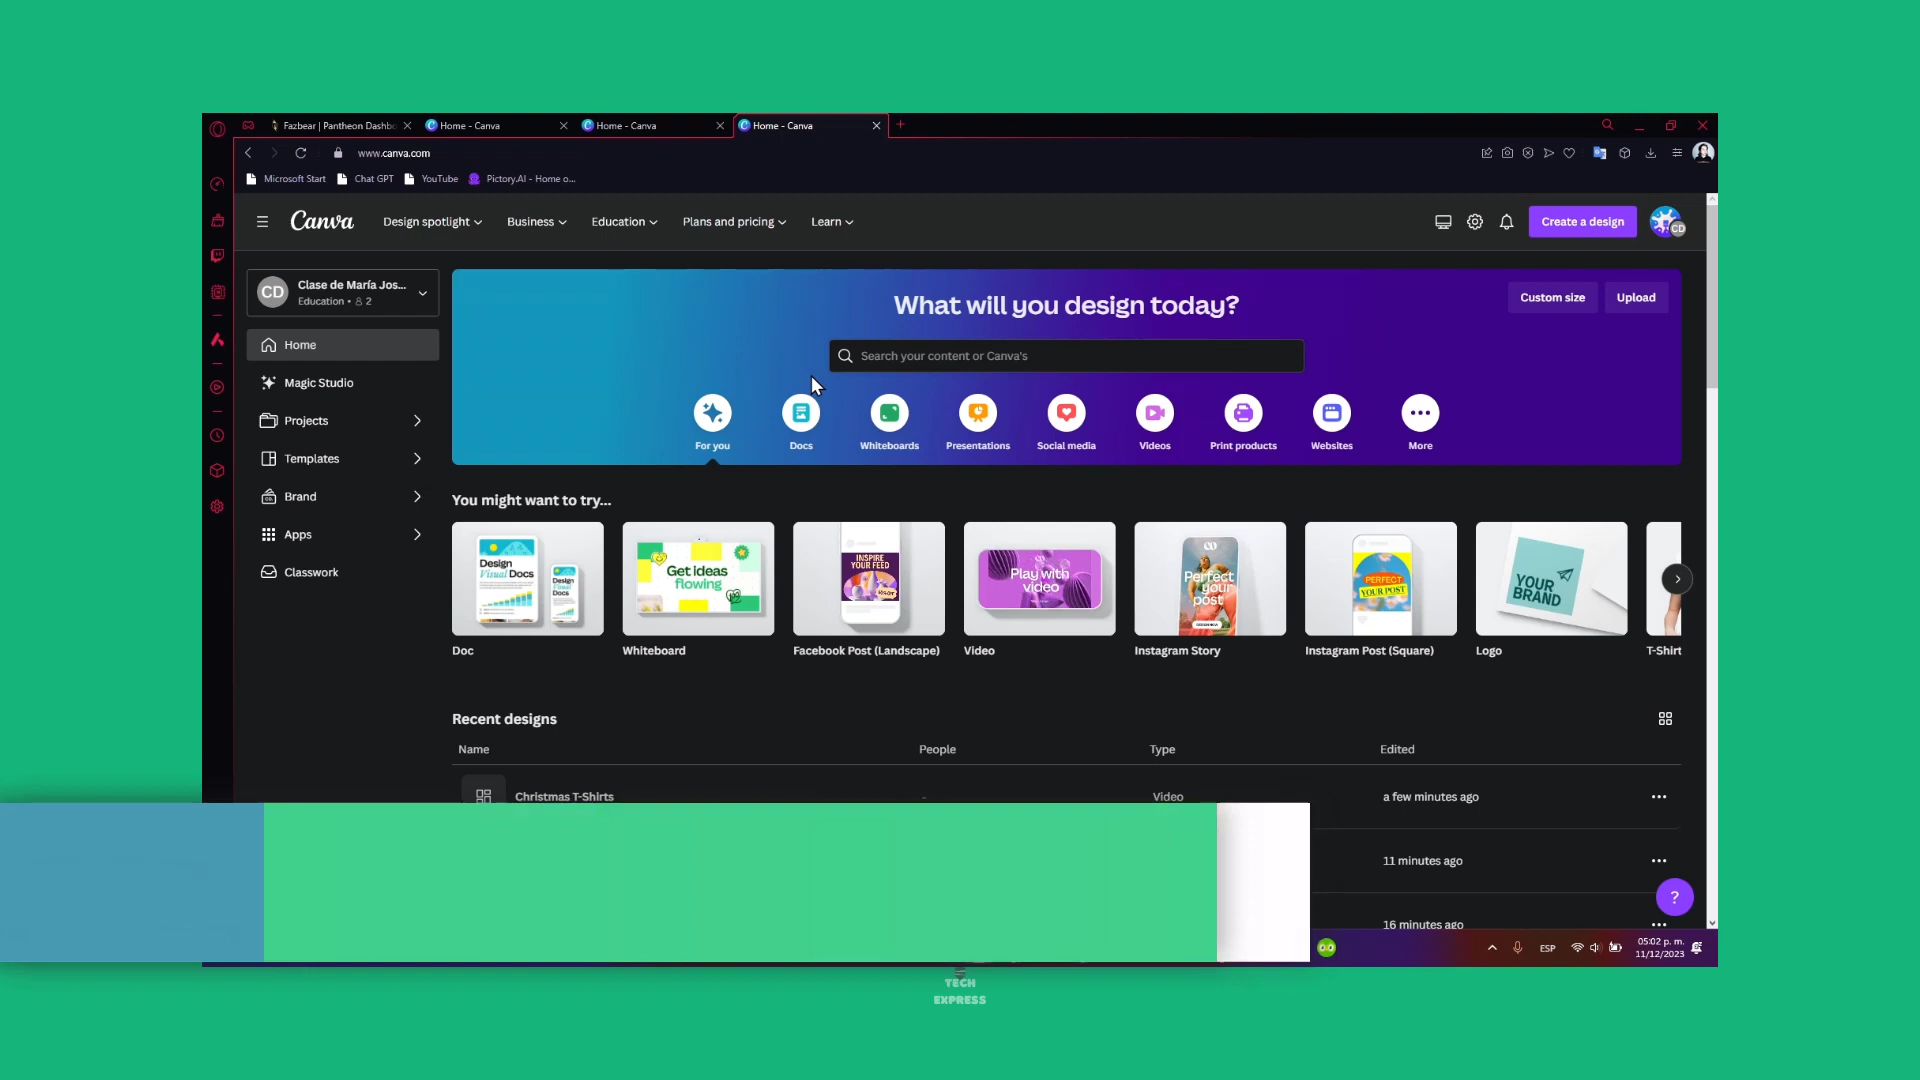 Fazbear | Pantheon Dashbo
Home - Canva
Home - Canva
Home - Canva
www.canva.com
Microsoft Start
Chat GPT
YouTube
Pictory.AI - Home o...
Canva
Design spotlight
Business
Education
Plans and pricing
Learn
Create a design
CD
CD
Clase de María Jos...
Education • 2
What will you design today?
Custom size
Upload
Search your content or Canva's
Home
Magic Studio
Projects
Templates
Brand
Apps
Classwork
For you
Docs
Whiteboards
Presentations
Social media
Videos
Print products
Websites
More
You might want to try...
Design
Visual Docs
Design
Visual Docs
Get ideas
flowing
INSPIRE
YOUR FEED
Play with
video
Perfect
your
post
PERFECT
YOUR POST
YOUR
BRAND
Doc
Whiteboard
Facebook Post (Landscape)
Video
Instagram Story
Instagram Post (Square)
Logo
T-Shirt
Recent designs
Name
People
Type
Edited
Christmas T-Shirts
-
Video
a few minutes ago
11 minutes ago
16 minutes ago
?
ESP
05:02 p. m.
11/12/2023
TECH
EXPRESS